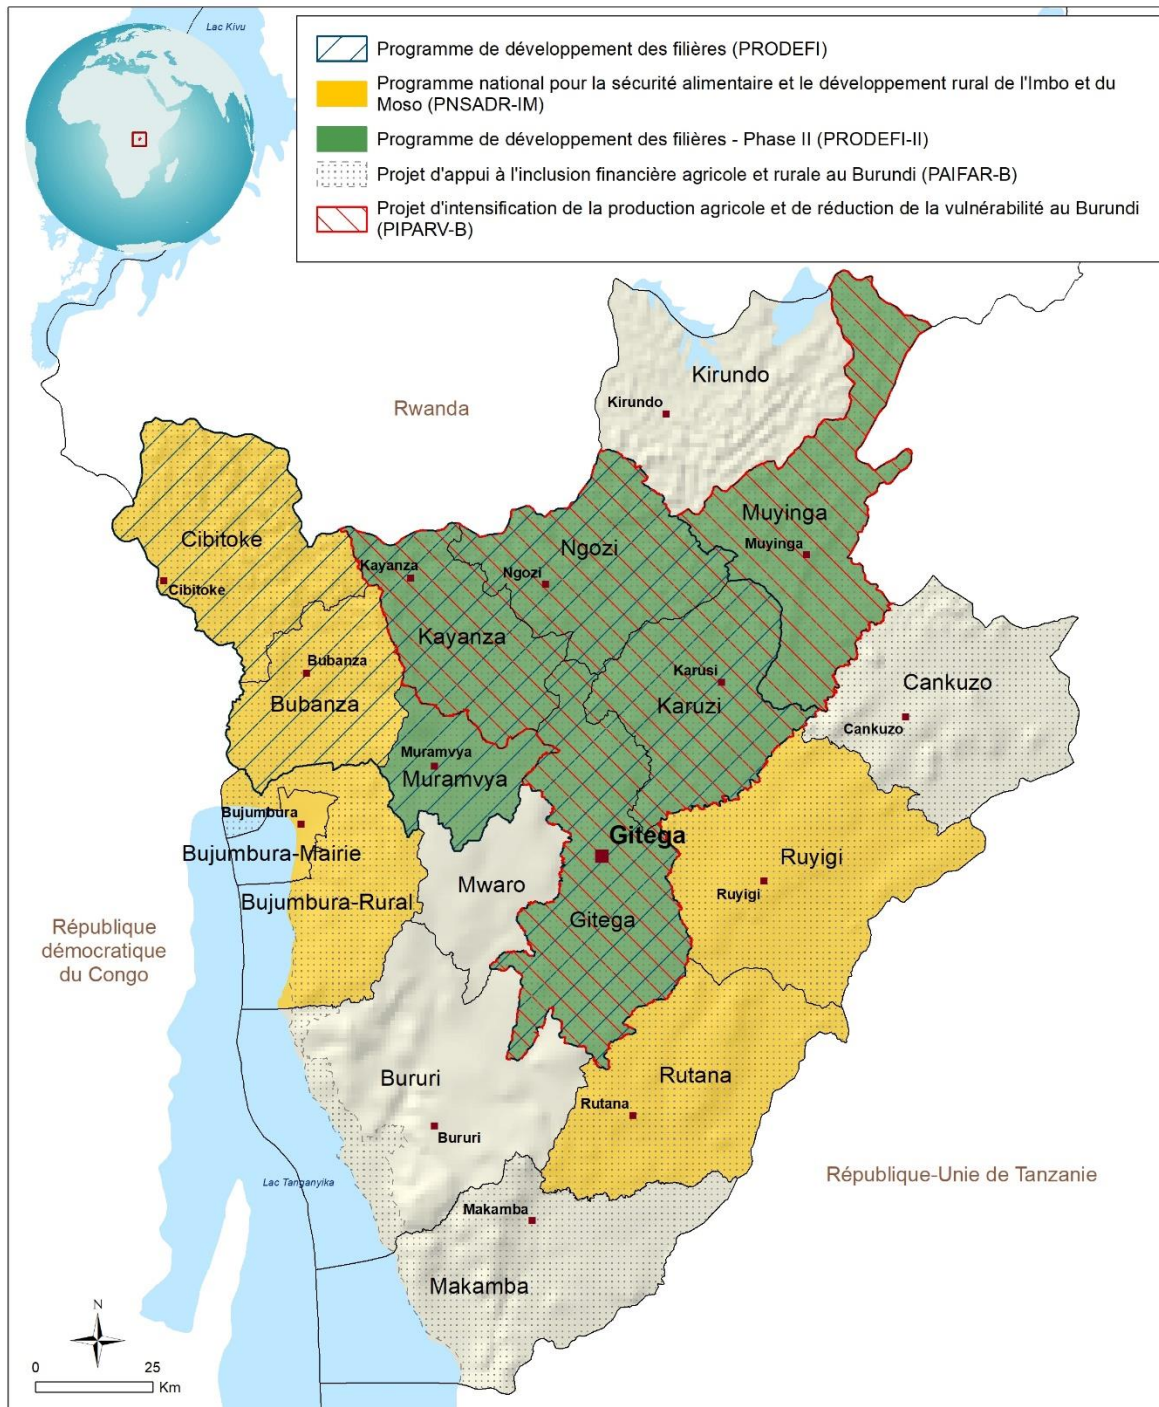 Lac Kivu
Programme de développement des filières (PRODEFI)
Programme national pour la sécurité alimentaire et le développement rural de l'Imbo et du
Moso (PNSADR-IM)
Programme de développement des filières - Phase II (PRODEFI-II)
Projet d'appui à l'inclusion financière agricole et rurale au Burundi (PAIFAR-B)
Projet d'intensification de la production agricole et de réduction de la vulnérabilité au Burundi
(PIPARV-B)
Kirundo
Kirundo
Rwanda
Muyinga
Muyinga
Ngozi
Ngozi
Cibitoke
Cibitoke
Kayanza
Kayanza
Bubanza
Bubanza
Karusi
Karuzi
Cankuzo
Cankuzo
Muramvya
Muramvya
Bujumbura
Bujumbura-Mairie
Gitega
Ruyigi
Ruyigi
Mwaro
Bujumbura-Rural
Gitega
République
démocratique
du Congo
Bururi
Bururi
Rutana
Rutana
République-Unie de Tanzanie
Lac Tanganyika
Makamba
Makamba
N
0 25
Km